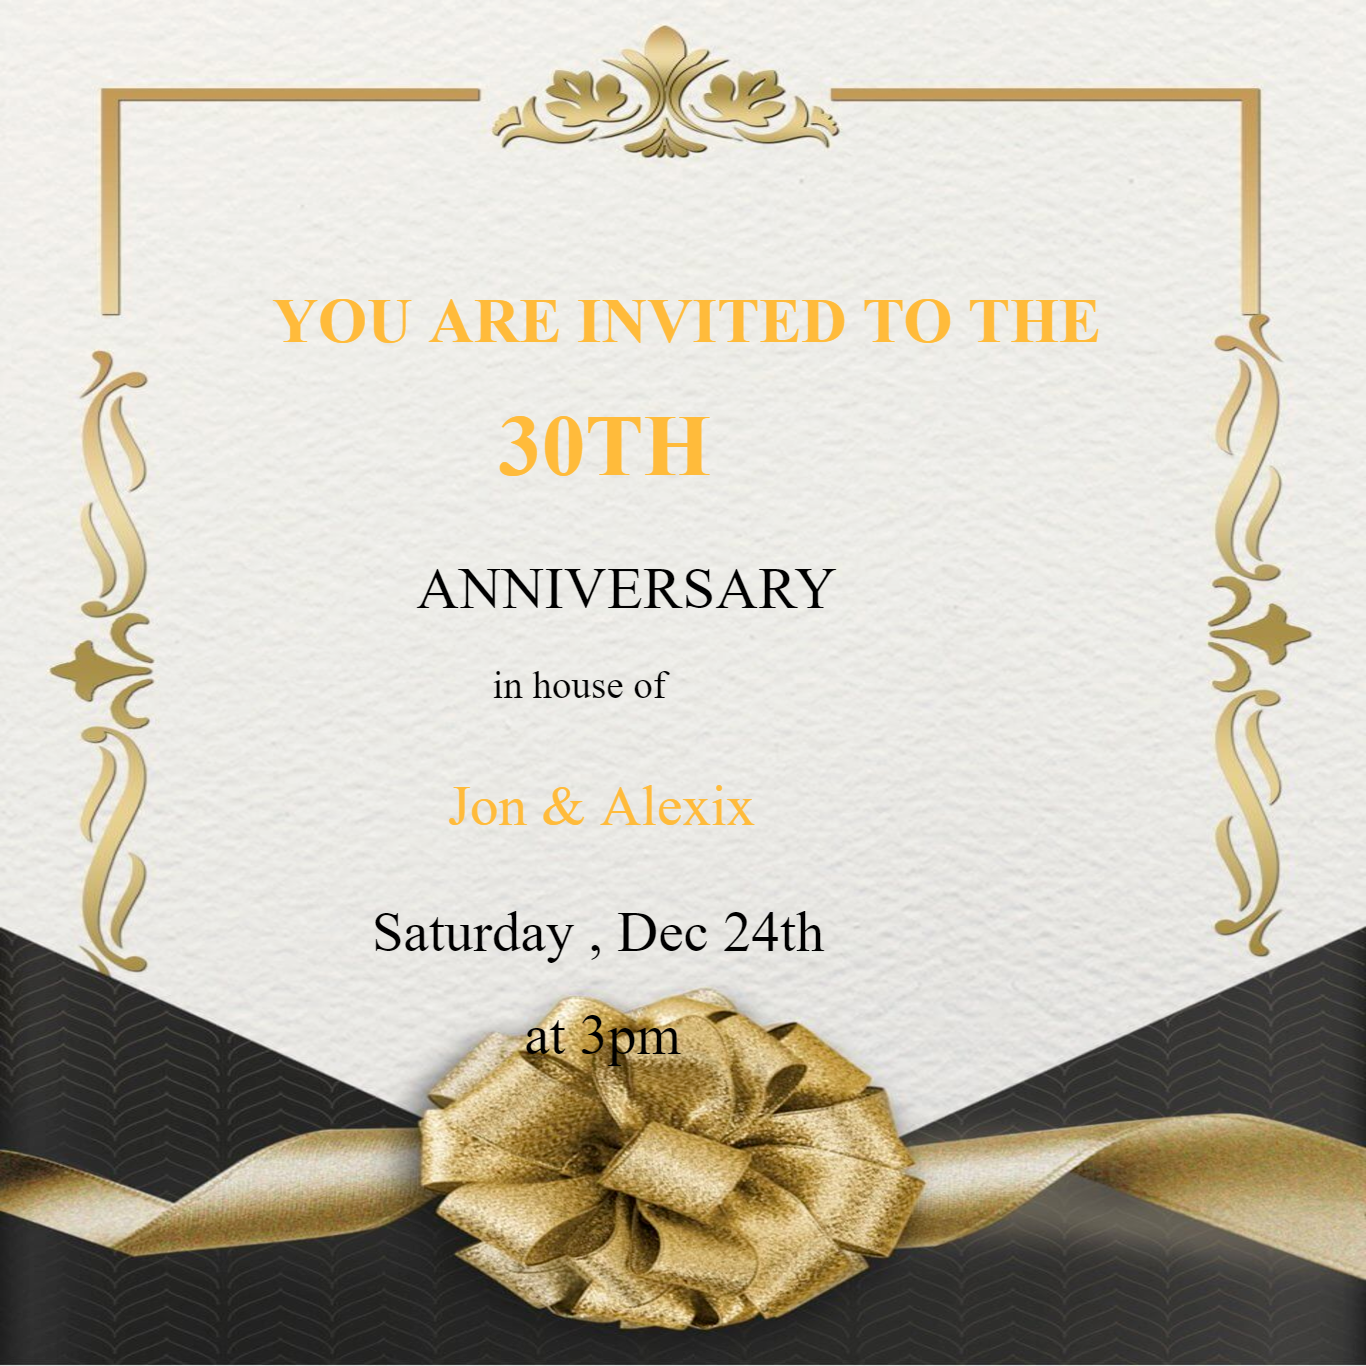 YOU ARE INVITED TO THE
30TH
ANNIVERSARY
in house of
Jon & Alexix
Saturday , Dec 24th
at 3pm